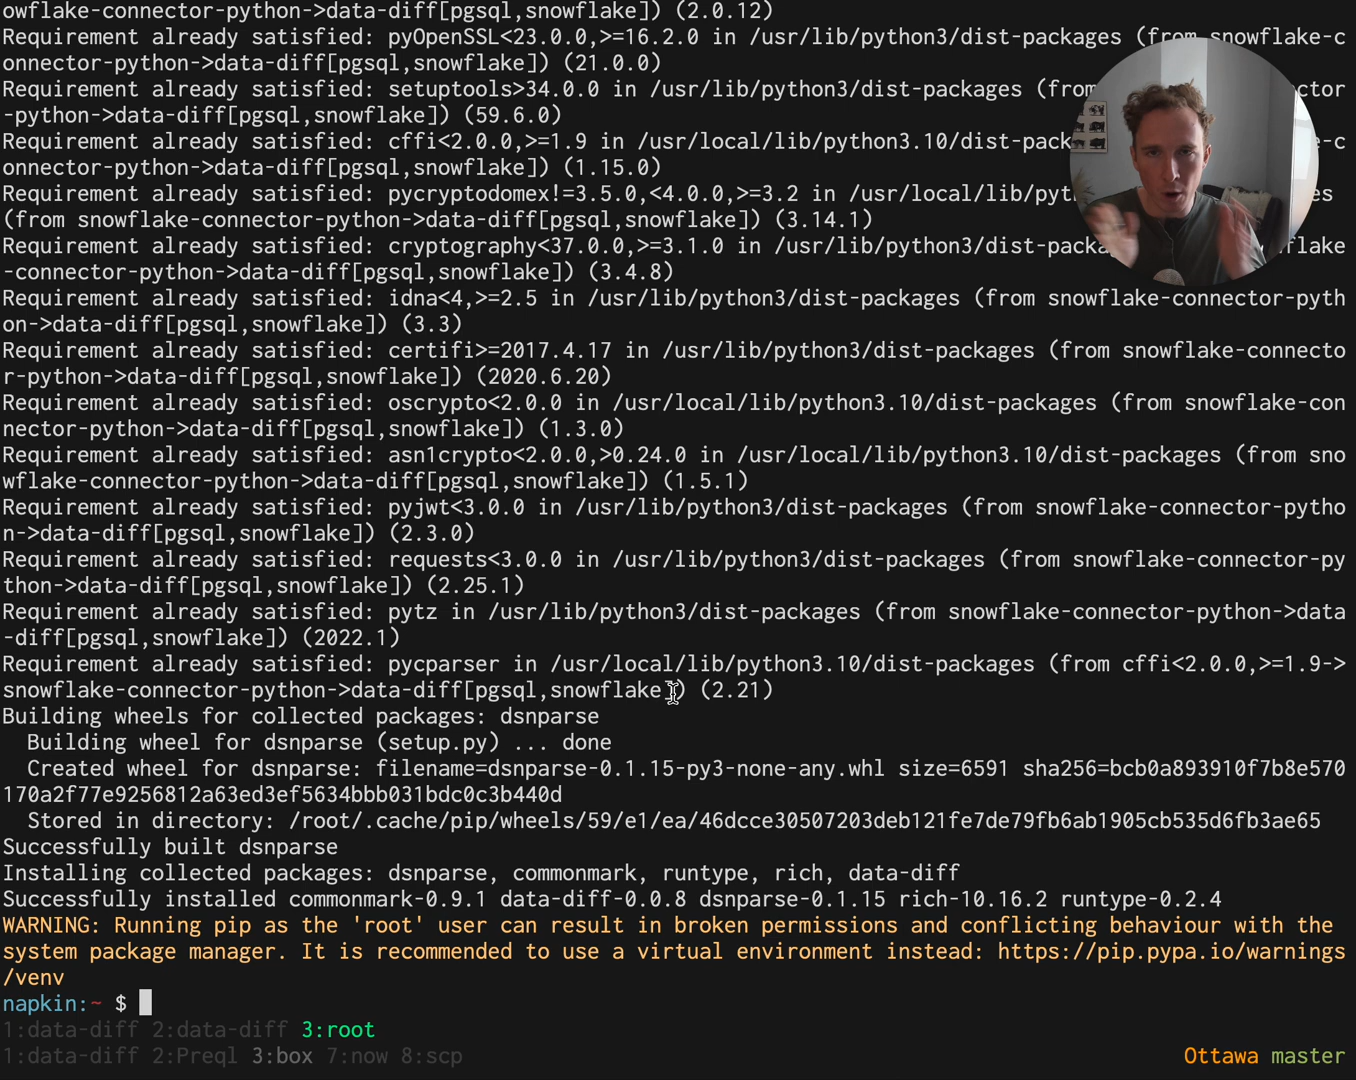 owflake-connector-python->data-diff[pgsql,snowflake]) (2.0.12)
Requirement already satisfied: pyOpenSSL<23.0.0,>=16.2.0 in /usr/lib/python3/dist-packages (from snowflake-c
onnector-python->data-diff[pgsql,snowflake]) (21.0.0)
Requirement already satisfied: setuptools>34.0.0 in /usr/lib/python3/dist-packages (from ctor
-python->data-diff[pgsql,snowflake]) (59.6.0)
Requirement already satisfied: cffi<2.0.0,>=1.9 in /usr/local/lib/python3.10/dist-pack e-c
onnector-python->data-diff[pgsql,snowflake]) (1.15.0)
Requirement already satisfied: pycryptodomex!=3.5.0,<4.0.0,>=3.2 in /usr/local/lib/pyt es
(from snowflake-connector-python->data-diff[pgsql,snowflake]) (3.14.1)
Requirement already satisfied: cryptography<37.0.0,>=3.1.0 in /usr/lib/python3/dist-packa flake
-connector-python->data-diff[pgsql,snowflake]) (3.4.8)
Requirement already satisfied: idna<4,>=2.5 in /usr/lib/python3/dist-packages (from snowflake-connector-pyth
on->data-diff[pgsql,snowflake]) (3.3)
Requirement already satisfied: certifi>=2017.4.17 in /usr/lib/python3/dist-packages (from snowflake-connecto
r-python->data-diff[pgsql,snowflake]) (2020.6.20)
Requirement already satisfied: oscrypto<2.0.0 in /usr/local/lib/python3.10/dist-packages (from snowflake-con
nector-python->data-diff[pgsql,snowflake]) (1.3.0)
Requirement already satisfied: asn1crypto<2.0.0,>0.24.0 in /usr/local/lib/python3.10/dist-packages (from sno
wflake-connector-python->data-diff[pgsql,snowflake]) (1.5.1)
Requirement already satisfied: pyjwt<3.0.0 in /usr/lib/python3/dist-packages (from snowflake-connector-pytho
n->data-diff[pgsql,snowflake]) (2.3.0)
Requirement already satisfied: requests<3.0.0 in /usr/lib/python3/dist-packages (from snowflake-connector-py
thon->data-diff[pgsql,snowflake]) (2.25.1)
Requirement already satisfied: pytz in /usr/lib/python3/dist-packages (from snowflake-connector-python->data
-diff[pgsql,snowflake]) (2022.1)
Requirement already satisfied: pycparser in /usr/local/lib/python3.10/dist-packages (from cffi<2.0.0,>=1.9->
snowflake-connector-python->data-diff[pgsql,snowflake]) (2.21)
Building wheels for collected packages: dsnparse
  Building wheel for dsnparse (setup.py) ... done
  Created wheel for dsnparse: filename=dsnparse-0.1.15-py3-none-any.whl size=6591 sha256=bcb0a893910f7b8e570
170a2f77e9256812a63ed3ef5634bbb031bdc0c3b440d
  Stored in directory: /root/.cache/pip/wheels/59/e1/ea/46dcce30507203deb121fe7de79fb6ab1905cb535d6fb3ae65
Successfully built dsnparse
Installing collected packages: dsnparse, commonmark, runtype, rich, data-diff
Successfully installed commonmark-0.9.1 data-diff-0.0.8 dsnparse-0.1.15 rich-10.16.2 runtype-0.2.4
WARNING: Running pip as the 'root' user can result in broken permissions and conflicting behaviour with the
system package manager. It is recommended to use a virtual environment instead: https://pip.pypa.io/warnings
/venv
napkin:~ $
1:data-diff 2:data-diff 3:root
1:data-diff 2:Preql 3:box 7:now 8:scp Ottawa master